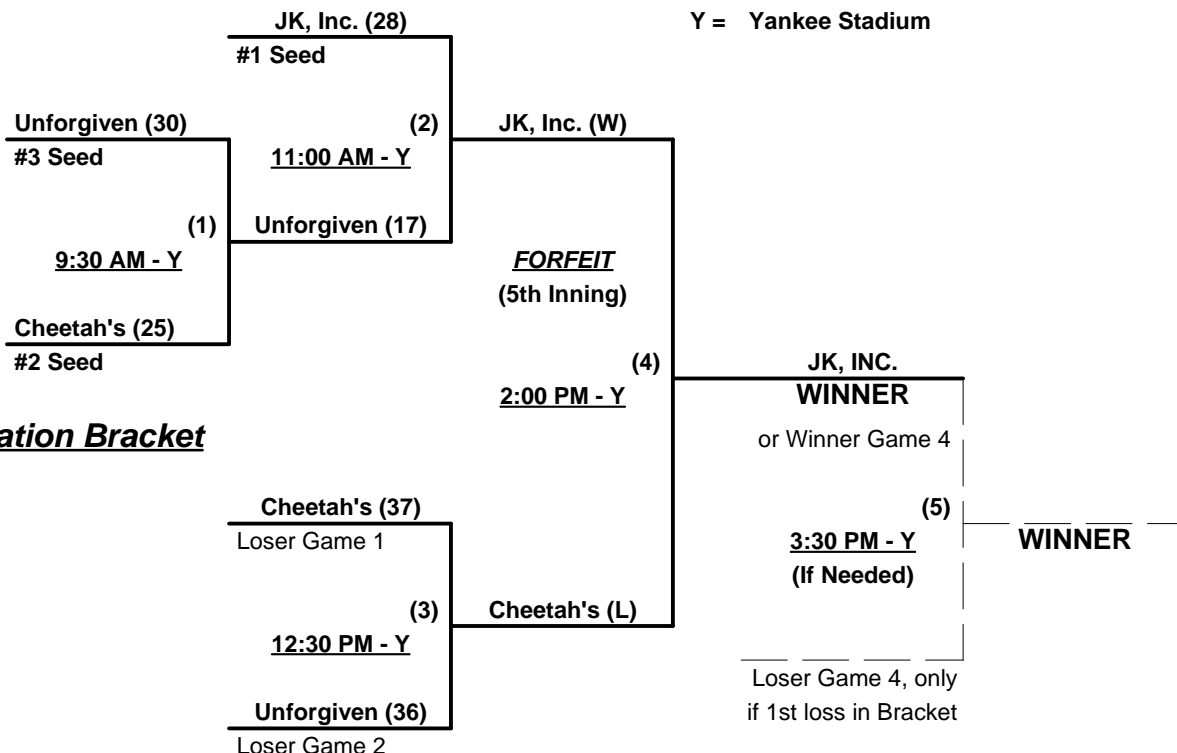 JK, Inc. (28)
Y = Yankee Stadium
#1 Seed
Unforgiven (30)
(2)
JK, Inc. (W)
#3 Seed
11:00 AM - Y
(1)
Unforgiven (17)
9:30 AM - Y
FORFEIT
(5th Inning)
Cheetah's (25)
#2 Seed
(4)
JK, INC.
2:00 PM - Y
WINNER
ation Bracket
or Winner Game 4
Cheetah's (37)
(5)
Loser Game 1
3:30 PM - Y
WINNER
(If Needed)
(3)
Cheetah's (L)
12:30 PM - Y
Loser Game 4, only
if 1st loss in Bracket
Unforgiven (36)
Loser Game 2